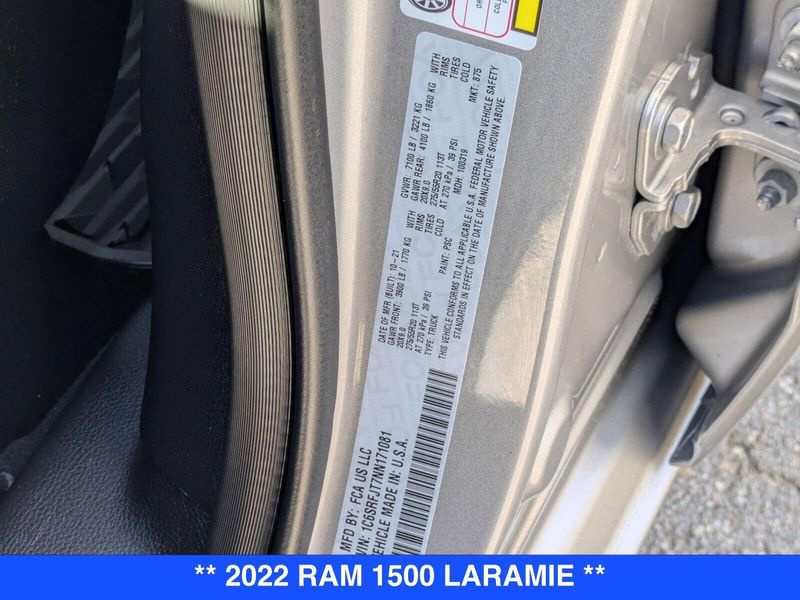 MFD BY: FCA US LLC
DATE OF MFR (BUILT): 10-21
GVWR: 7100 LB / 3221 KG
GAWR FRONT: 3900 LB / 1770 KG WITH
20X9.0 RIMS
275/55R20 113T TIRES
AT 270 kPa / 39 PSI COLD
GAWR REAR: 4100 LB / 1860 KG WITH
20X9.0 RIMS
275/55R20 113T TIRES
AT 270 kPa / 39 PSI COLD
TYPE: TRUCK
PAINT: PSC
MDH: 100319
MKT: 875
THIS VEHICLE CONFORMS TO ALL APPLICABLE U.S.A. FEDERAL MOTOR VEHICLE SAFETY
STANDARDS IN EFFECT ON THE DATE OF MANUFACTURE SHOWN ABOVE.
VIN: 1C6SRFJT7NN171081
VEHICLE MADE IN: U.S.A.
** 2022 RAM 1500 LARAMIE **